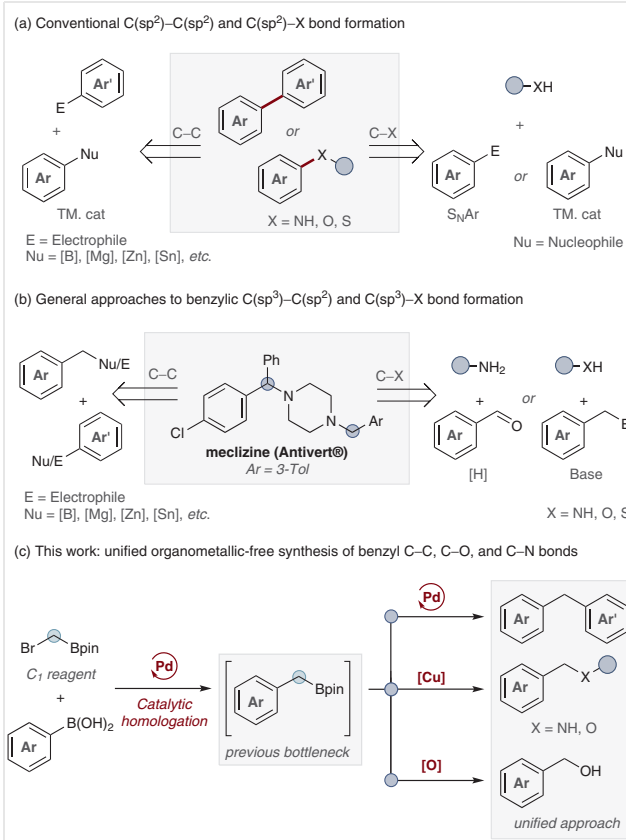 (a) Conventional C(sp²)–C(sp²) and C(sp²)–X bond formation
Ar'
E
+
Nu
Ar
TM. cat
E = Electrophile
Nu = [B], [Mg], [Zn], [Sn], etc.
C–C
Ar'
Ar
or
X
Ar
X = NH, O, S
C–X
XH
+
E
Ar
or
Nu
Ar
SNAr
TM. cat
Nu = Nucleophile
(b) General approaches to benzylic C(sp³)–C(sp²) and C(sp³)–X bond formation
Nu/E
Ar
+
Ar'
Nu/E
E = Electrophile
Nu = [B], [Mg], [Zn], [Sn], etc.
C–C
Ph
N
N
Ar
Cl
meclizine (Antivert®)
Ar = 3-Tol
C–X
NH₂
XH
+
or
+
O
Ar
E
Ar
[H]
Base
X = NH, O, S
(c) This work: unified organometallic-free synthesis of benzyl C–C, C–O, and C–N bonds
Br
Bpin
C₁ reagent
+
B(OH)₂
Ar
Pd
Catalytic
homologation
Bpin
Ar
previous bottleneck
Pd
Ar
Ar'
[Cu]
Ar
X
X = NH, O
[O]
OH
Ar
unified approach